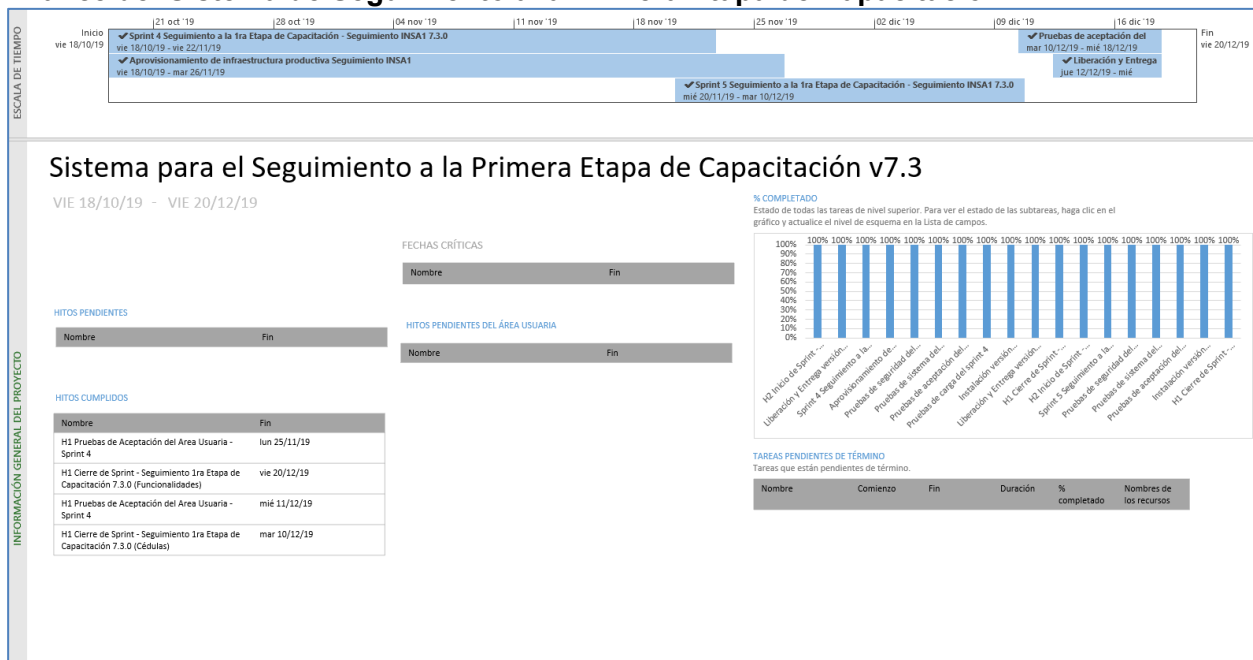 21 oct '19
28 oct '19
04 nov '19
11 nov '19
18 nov '19
25 nov '19
02 dic '19
09 dic '19
16 dic '19
ESCALA DE TIEMPO
Inicio
vie 18/10/19
✔Sprint 4 Seguimiento a la 1ra Etapa de Capacitación - Seguimiento INSA1 7.3.0
vie 18/10/19 - vie 22/11/19
✔Pruebas de aceptación del
mar 10/12/19 - mié 18/12/19
Fin
vie 20/12/19
✔Aprovisionamiento de infraestructura productiva Seguimiento INSA1
vie 18/10/19 - mar 26/11/19
✔Liberación y Entrega
jue 12/12/19 - mié
✔Sprint 5 Seguimiento a la 1ra Etapa de Capacitación - Seguimiento INSA1 7.3.0
mié 20/11/19 - mar 10/12/19
INFORMACIÓN GENERAL DEL PROYECTO
Sistema para el Seguimiento a la Primera Etapa de Capacitación v7.3
VIE 18/10/19 - VIE 20/12/19
FECHAS CRÍTICAS
Nombre Fin
HITOS PENDIENTES
Nombre Fin
HITOS PENDIENTES DEL ÁREA USUARIA
Nombre Fin
HITOS CUMPLIDOS
Nombre Fin
H1 Pruebas de Aceptación del Area Usuaria - lun 25/11/19
Sprint 4
H1 Cierre de Sprint - Seguimiento 1ra Etapa de vie 20/12/19
Capacitación 7.3.0 (Funcionalidades)
H1 Pruebas de Aceptación del Area Usuaria - mié 11/12/19
Sprint 4
H1 Cierre de Sprint - Seguimiento 1ra Etapa de mar 10/12/19
Capacitación 7.3.0 (Cédulas)
% COMPLETADO
Estado de todas las tareas de nivel superior. Para ver el estado de las subtareas, haga clic en el
gráfico y actualice el nivel de esquema en la Lista de campos.
100% 100% 100% 100% 100% 100% 100% 100% 100% 100% 100% 100% 100% 100% 100% 100%
100%
90%
80%
70%
60%
50%
40%
30%
20%
10%
0%
H2 Inicio de Sprint -...
Liberación y Entrega versión...
Sprint 4 Seguimiento a la...
Aprovisionamiento de...
Pruebas de seguridad del...
Pruebas de sistema del...
Pruebas de aceptación del...
Pruebas de carga del sprint 4
Instalación versión...
Liberación y Entrega versión...
H1 Cierre de Sprint -...
H2 Inicio de Sprint -...
Sprint 5 Seguimiento a la...
Pruebas de seguridad del...
Pruebas de sistema del...
Pruebas de aceptación del...
Instalación versión...
H1 Cierre de Sprint -...
TAREAS PENDIENTES DE TÉRMINO
Tareas que están pendientes de término.
Nombre Comienzo Fin Duración % completado Nombres de los recursos